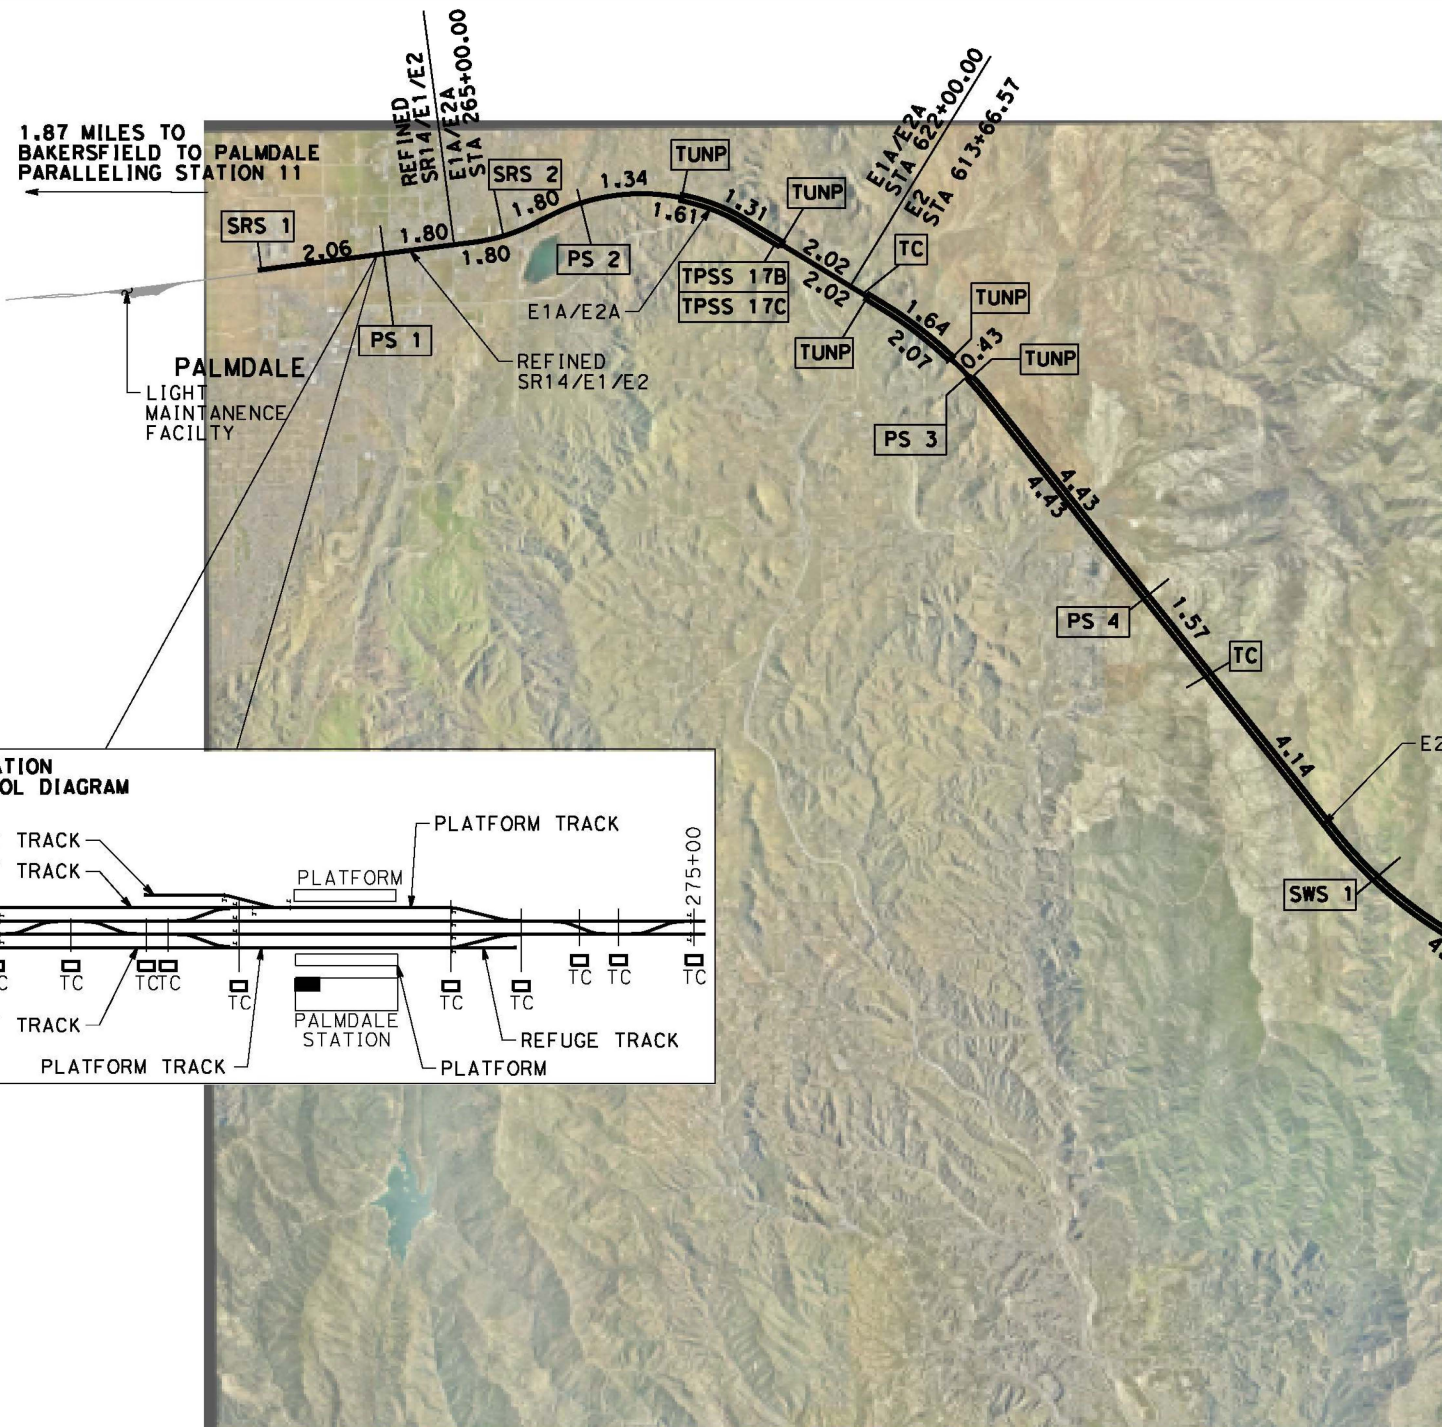 1.87 MILES TO
BAKERSFIELD TO PALMDALE
PARALLELING STATION 11
REFINED
SR14/E1/E2
E1A/E2A
STA 265+00.00
E1A/E2A
STA 622+00.00
E2
STA 613+66.57
SRS 1
2.06
1.80
SRS 2
1.80
1.80
1.34
TUNP
1.61
1.31
TUNP
PS 2
PS 1
E1A/E2A
TPSS 17B
TPSS 17C
2.02
2.02
TC
TUNP
1.64
2.07
TUNP
0.43
TUNP
REFINED
SR14/E1/E2
PALMDALE
LIGHT
MAINTANENCE
FACILTY
PS 3
4.43
4.43
PS 4
1.57
TC
4.14
E2
SWS 1
ATION
OL DIAGRAM
TRACK
TRACK
PLATFORM TRACK
PLATFORM
275+00
C
TC
TC
TC
TC
TC
TC
TC
TC
TC
PALMDALE
STATION
TRACK
REFUGE TRACK
PLATFORM TRACK
PLATFORM